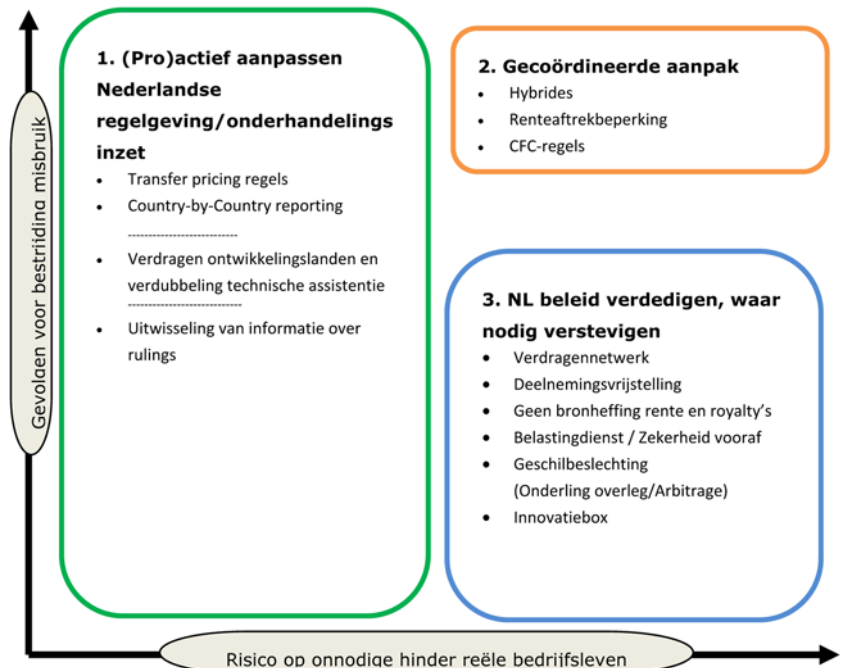 Gevolgen voor bestrijding misbruik
1. (Pro)actief aanpassen
Nederlandse
regelgeving/onderhandelings
inzet
• Transfer pricing regels
• Country-by-Country reporting
---------------------------
• Verdragen ontwikkelingslanden en
verdubbeling technische assistentie
----------------------------
• Uitwisseling van informatie over
rulings
2. Gecoördineerde aanpak
• Hybrides
• Renteaftrekbeperking
• CFC-regels
3. NL beleid verdedigen, waar
nodig verstevigen
• Verdragennetwerk
• Deelnemingsvrijstelling
• Geen bronheffing rente en royalty’s
• Belastingdienst / Zekerheid vooraf
• Geschilbeslechting
(Onderling overleg/Arbitrage)
• Innovatiebox
Risico op onnodige hinder reële bedrijfsleven